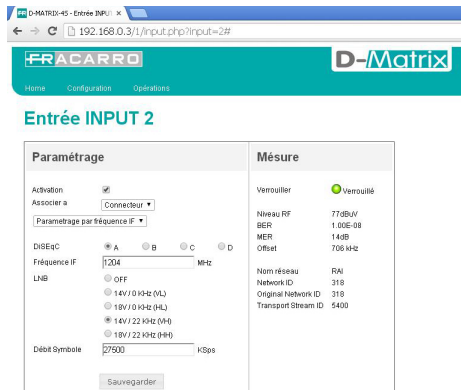 D-MATRIX-4S - Entrée INPU
192.168.0.3/1/input.php?input=2#
FRACARRO
D-Matrix
Home Configuration Opérations
Entrée INPUT 2
Paramétrage
Mésure
Activation
Verrouiller Verrouillé
Associer a Connecteur
Parametrage par fréquence IF
Niveau RF 77dBuV
BER 1.00E-08
MER 14dB
Offset 706 kHz
DiSEqC A B C D
Fréquence IF 1204 MHz
Nom réseau RAI
Network ID 318
Original Network ID 318
Transport Stream ID 5400
LNB OFF
14V / 0 KHz (VL)
18V / 0 KHz (HL)
14V / 22 KHz (VH)
18V / 22 KHz (HH)
Débit Symbole 27500 KSps
Sauvegarder